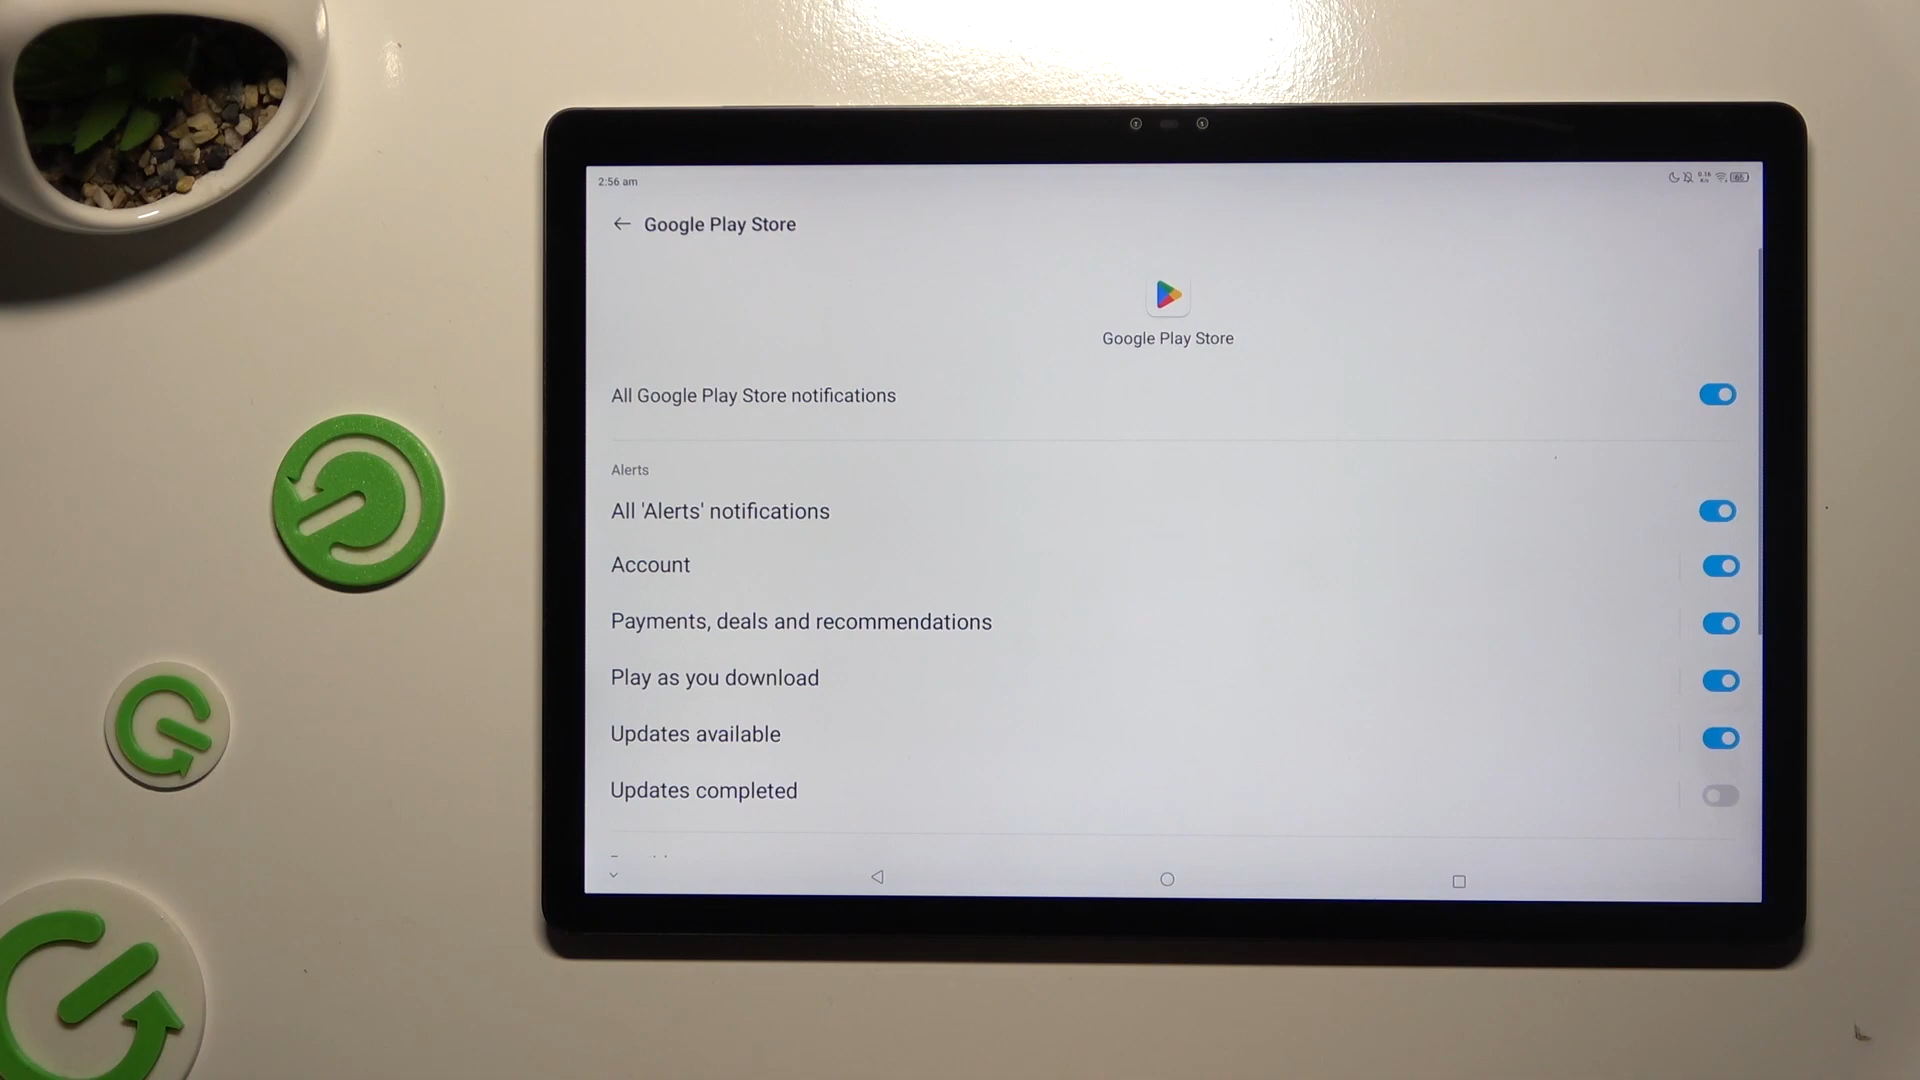 2:56 am
Google Play Store
Google Play Store
All Google Play Store notifications
Alerts
All 'Alerts' notifications
Account
Payments, deals and recommendations
Play as you download
Updates available
Updates completed